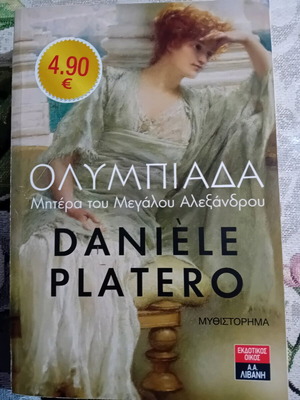 4.90
€
ΟΛΥΜΠΙΑΔΑ
Μητέρα του Μεγάλου Αλεξάνδρου
DANIÈLE
PLATERO
ΜΥΘΙΣΤΟΡΗΜΑ
ΕΚΔΟΤΙΚΟΣ
ΟΙΚΟΣ
Α.Α.
ΛΙΒΑΝΗ